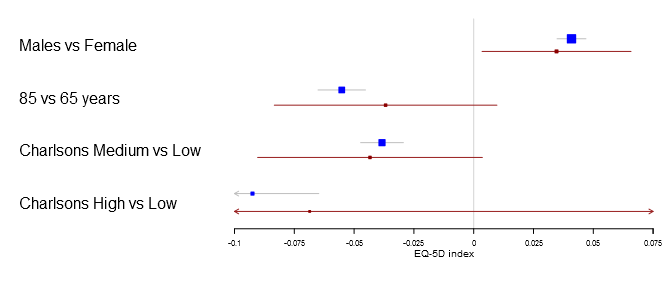 Males vs Female
85 vs 65 years
Charlsons Medium vs Low
Charlsons High vs Low
-0.1 -0.075 -0.05 -0.025 0 0.025 0.05 0.075
EQ-5D index